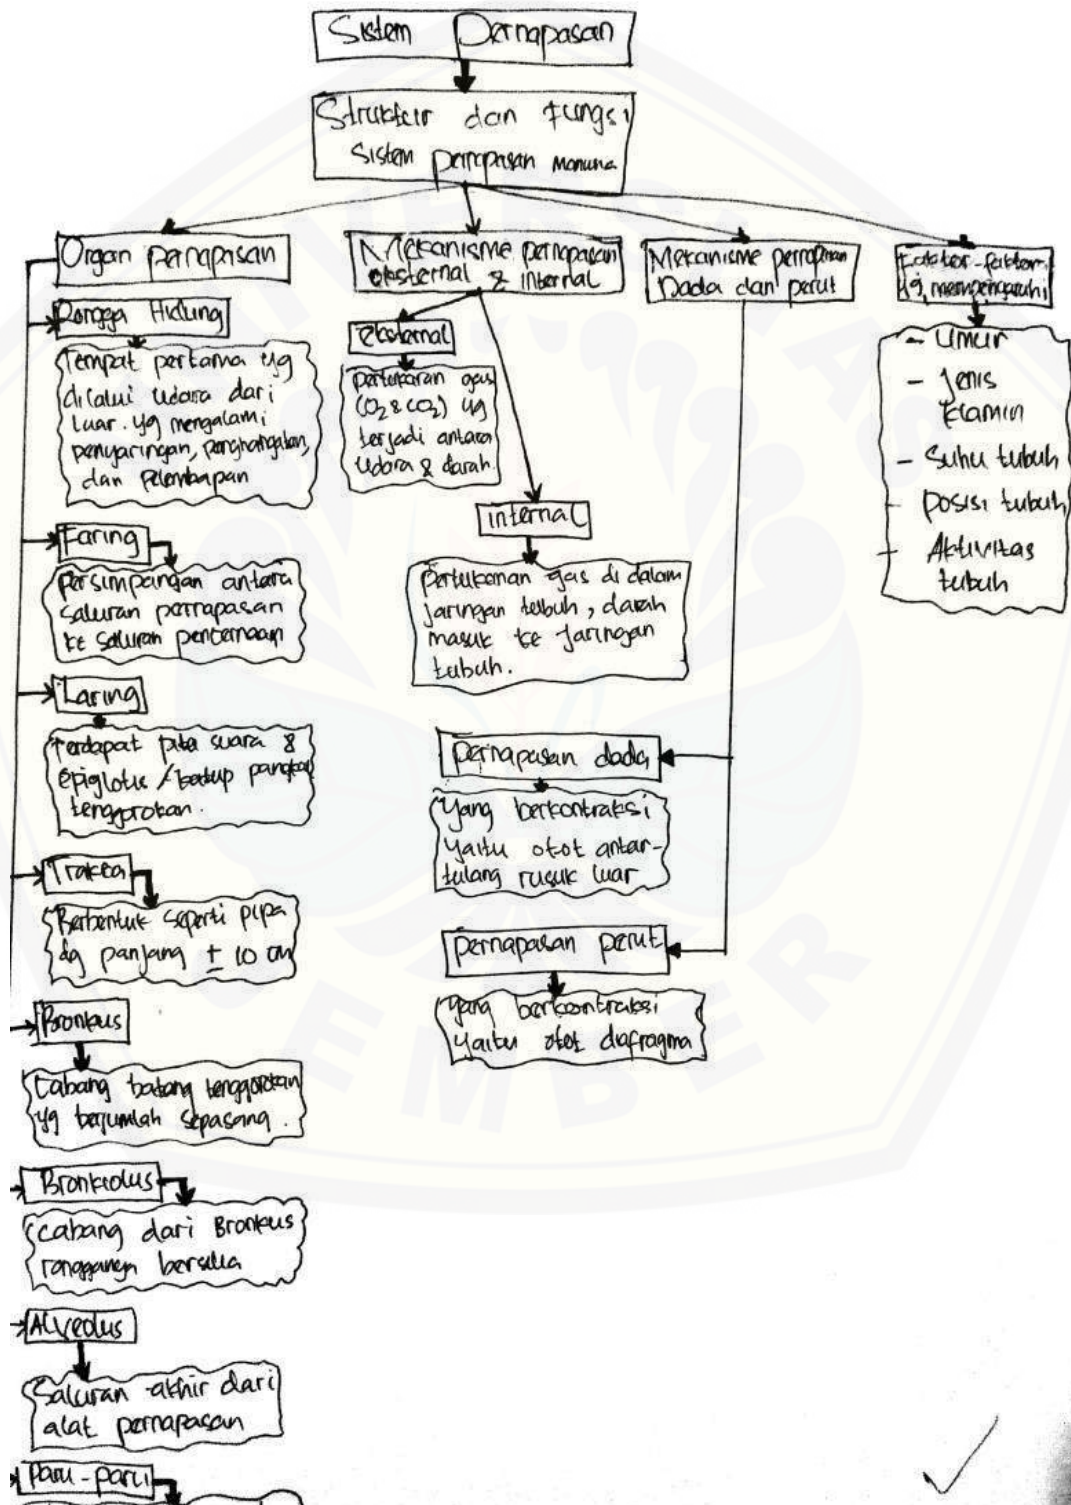 Sistem Pernapasan
Struktur dan Fungsi
Sistem pernapasan Manusia
Organ pernapasan
Rongga Hidung
Tempat pertama yg
dilalui udara dari
luar. yg mengalami
penyaringan, penghangatan,
dan Pelembapan
Faring
Persimpangan antara
saluran pernapasan
ke saluran pencernaan
Laring
Terdapat pita suara &
epiglotis / katup pangkal
tenggorokan.
Trakea
Berbentuk seperti pipa
dg panjang ± 10 cm
Bronkus
Cabang batang tenggorokan
yg berjumlah sepasang.
Bronkiolus
Cabang dari Bronkus
rongganya bersilia
Alveolus
Saluran akhir dari
alat pernapasan
Paru-paru
Mekanisme pernapasan
eksternal & internal
Eksternal
pertukaran gas
(O2 & CO2) yg
terjadi antara
udara & darah.
internal
Pertukaran gas di dalam
jaringan tubuh, darah
masuk ke Jaringan
tubuh.
Mekanisme pernapasan
Dada dan perut
Pernapasan dada
Yang berkontraksi
yaitu otot antar-
tulang rusuk luar
Pernapasan perut
yang berkontraksi
yaitu otot diafragma
Faktor-faktor
yg mempengaruhi
- Umur
- Jenis
kelamin
- Suhu tubuh
- Posisi tubuh
- Aktivitas
tubuh
JEMBER